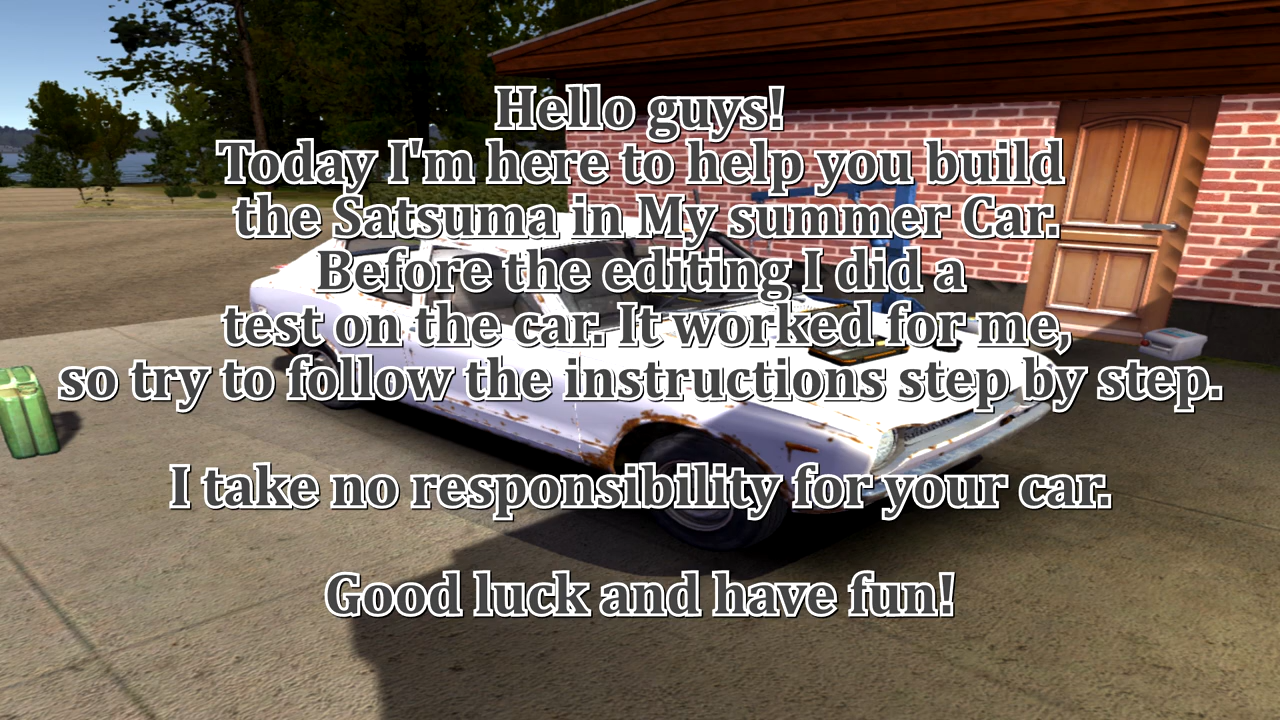 Hello guys!
Today I'm here to help you build
the Satsuma in My summer Car.
Before the editing I did a
test on the car. It worked for me,
so try to follow the instructions step by step.
I take no responsibility for your car.
Good luck and have fun!